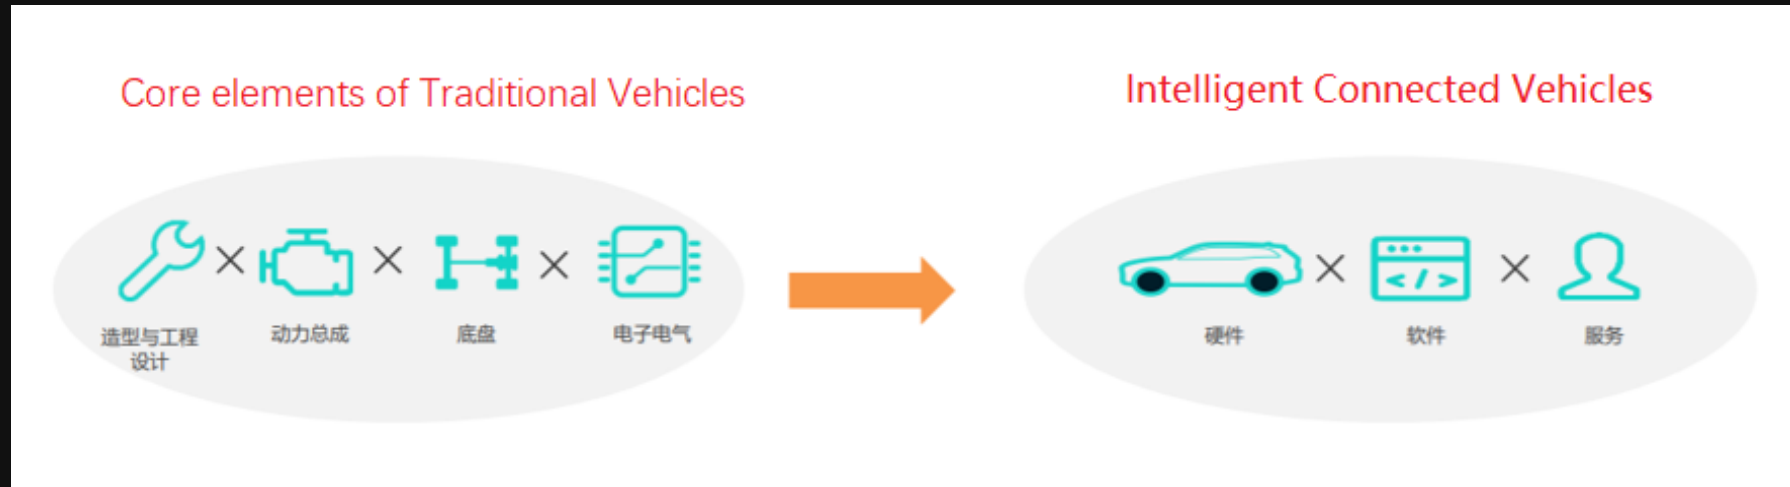 Core elements of Traditional Vehicles
Intelligent Connected Vehicles
造型与工程
设计
动力总成
底盘
电子电气
硬件
软件
服务